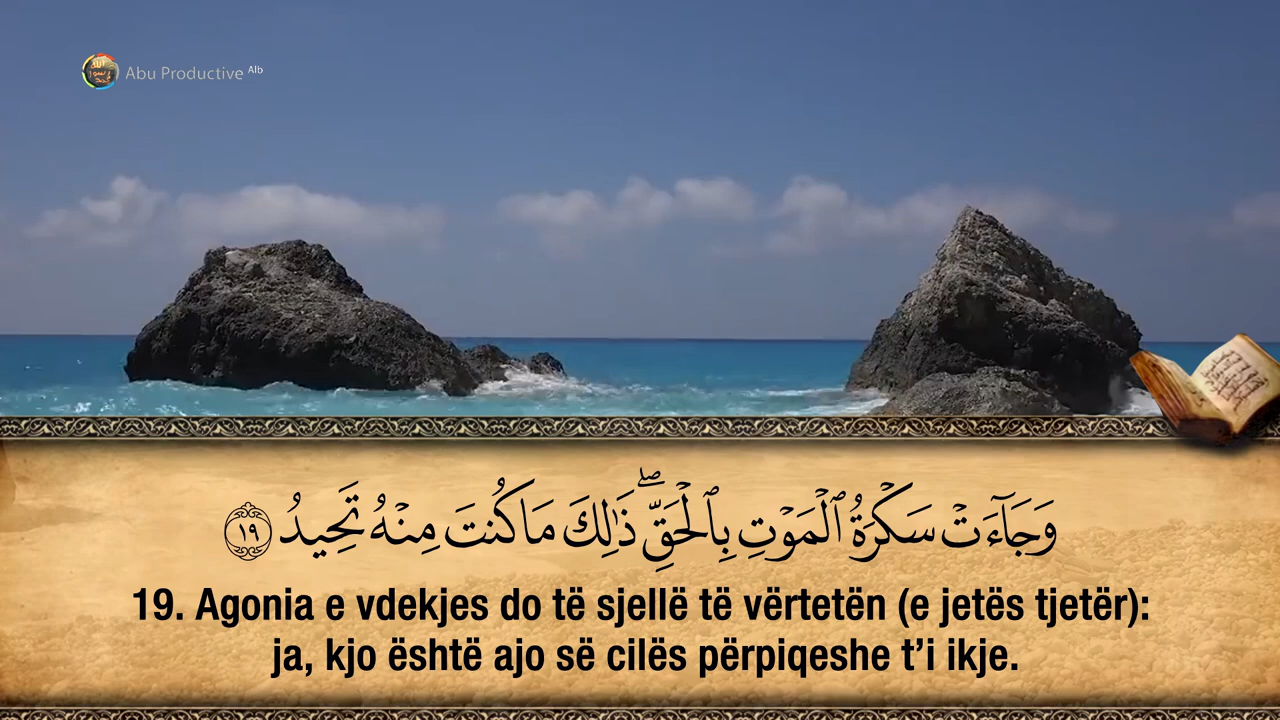 Abu Productive Alb
وَجَآءَتْ سَكْرَةُ ٱلْمَوْتِ بِٱلْحَقِّ ۖ ذَٰلِكَ مَا كُنتَ مِنْهُ تَحِيدُ ١٩
19. Agonia e vdekjes do të sjellë të vërtetën (e jetës tjetër):
ja, kjo është ajo së cilës përpiqeshe t’i ikje.